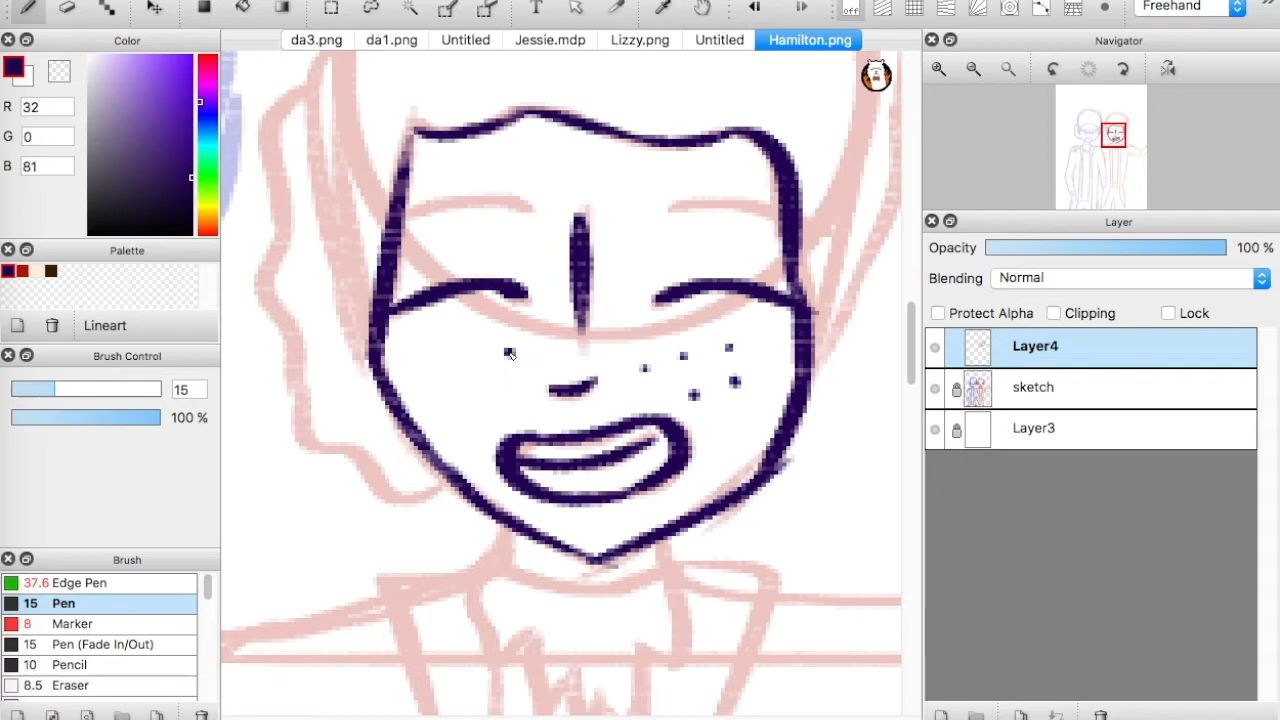 off
Freehand
Color
da3.png
da1.png
Untitled
Jessie.mdp
Lizzy.png
Untitled
Hamilton.png
Navigator
R 32
G 0
B 81
Palette
Lineart
Brush Control
15
100 %
Brush
37.6 Edge Pen
15 Pen
8 Marker
15 Pen (Fade In/Out)
10 Pencil
8.5 Eraser
Layer
Opacity 100 %
Blending Normal
Protect Alpha Clipping Lock
Layer4
sketch
Layer3